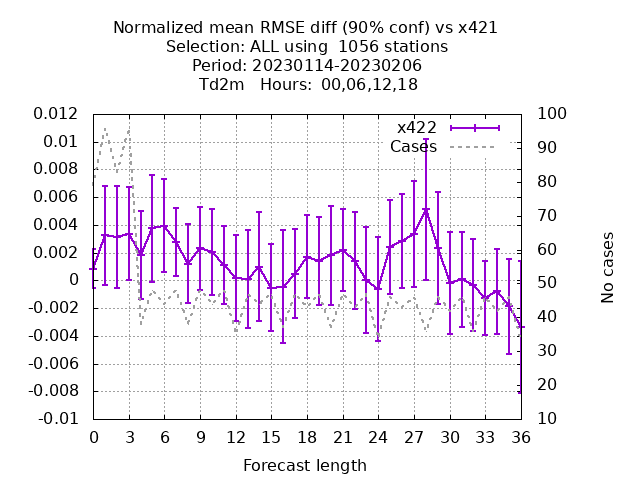 Normalized mean RMSE diff (90% conf) vs x421
Selection: ALL using  1056 stations
Period: 20230114-20230206
Td2m   Hours:  00,06,12,18
x422
Cases
0.012
0.01
0.008
0.006
0.004
0.002
0
-0.002
-0.004
-0.006
-0.008
-0.01
100
90
80
70
60
50
40
30
20
10
No cases
0 3 6 9 12 15 18 21 24 27 30 33 36
Forecast length